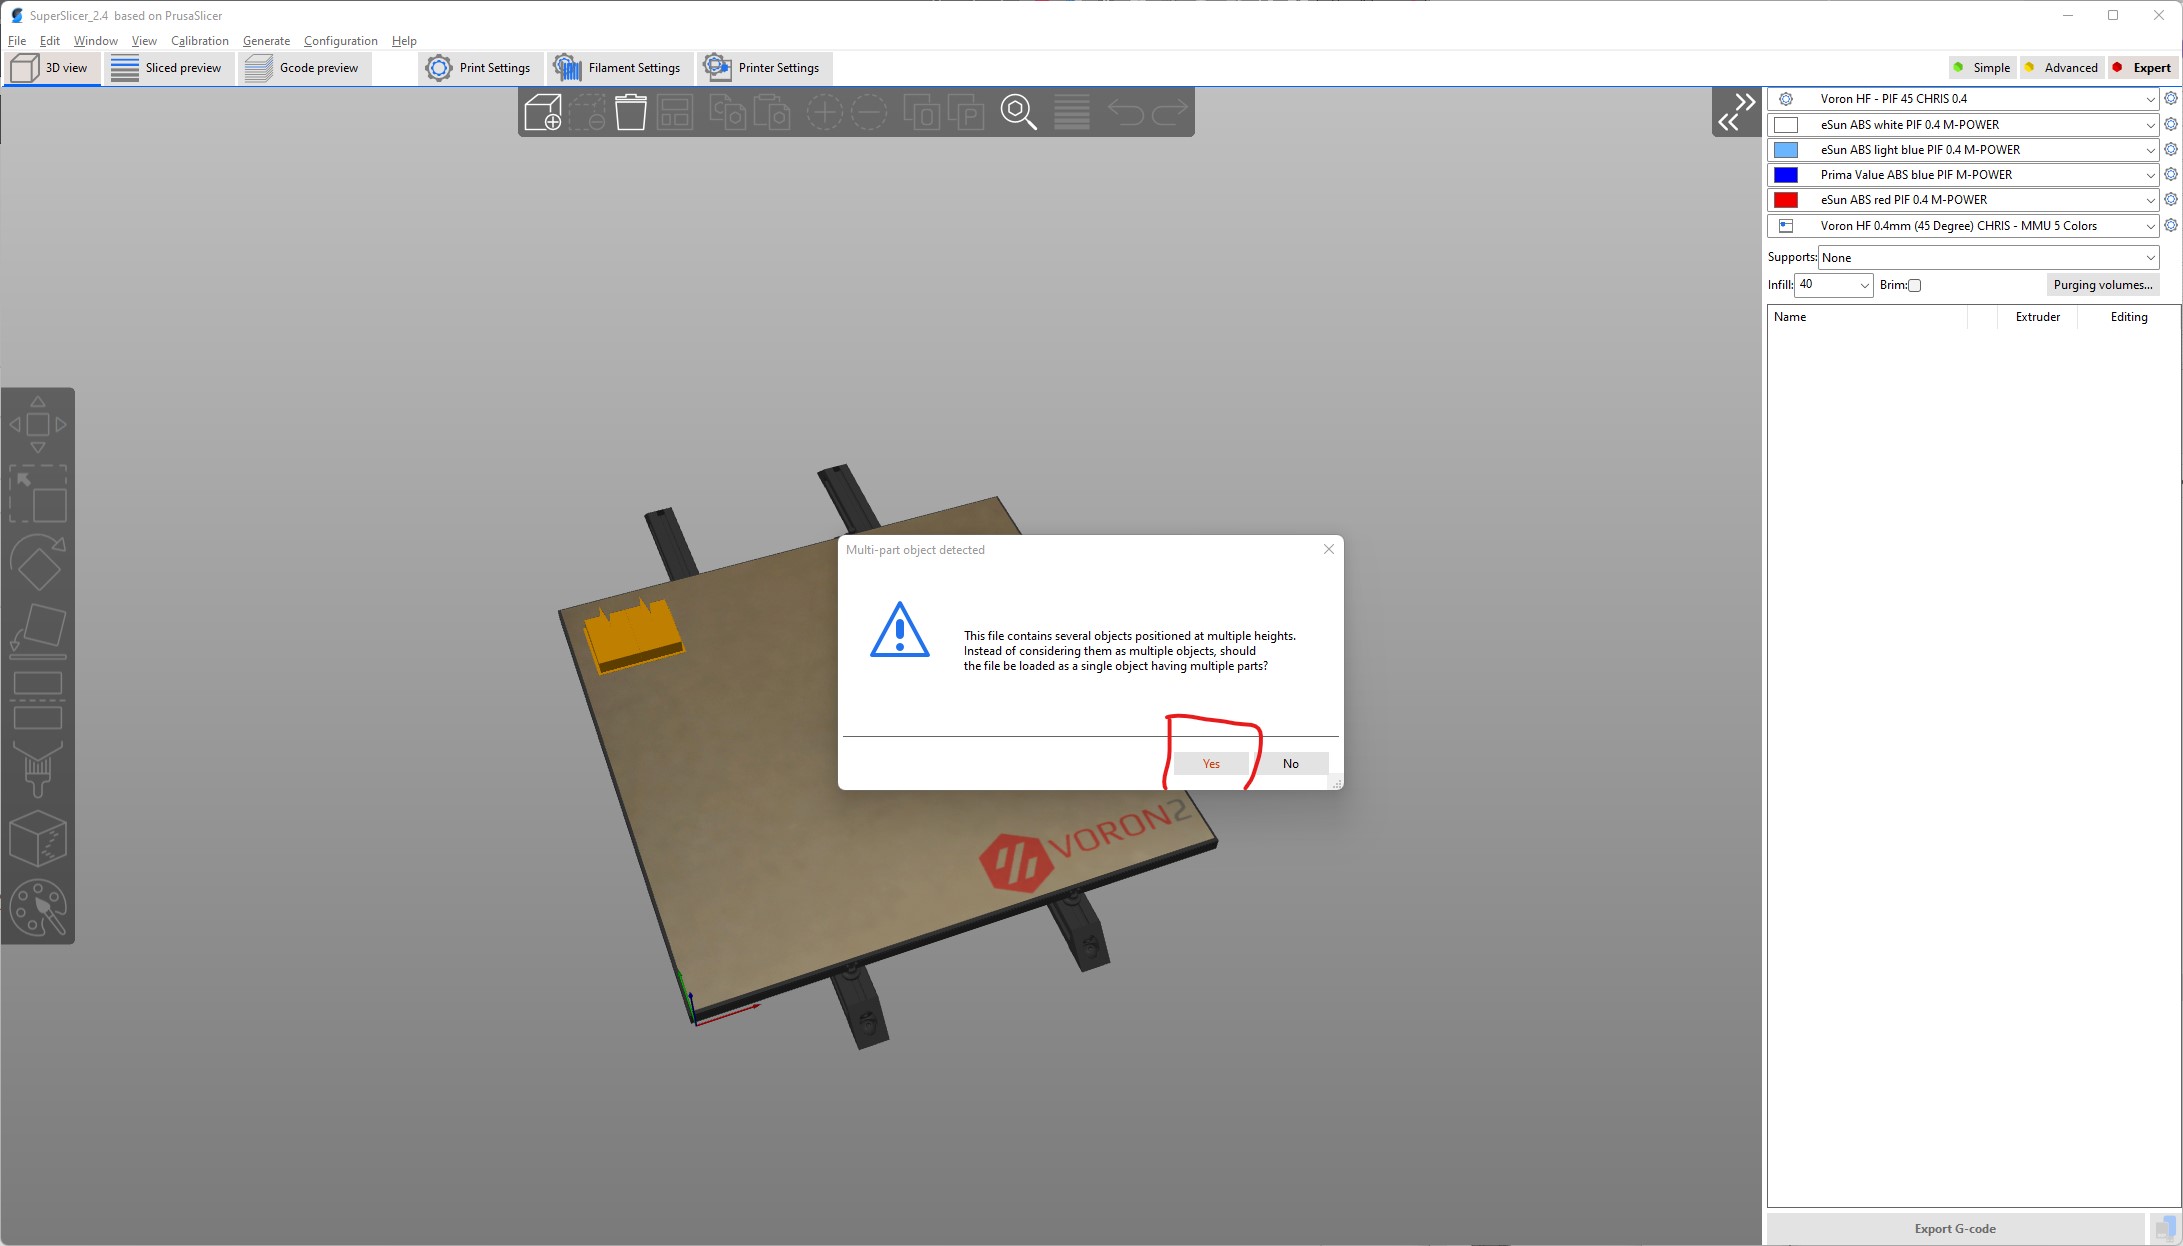 SuperSlicer_2.4 based on PrusaSlicer
File Edit Window View Calibration Generate Configuration Help
3D view Sliced preview Gcode preview Print Settings Filament Settings Printer Settings Simple Advanced Expert
Voron HF - PIF 45 CHRIS 0.4
eSun ABS white PIF 0.4 M-POWER
eSun ABS light blue PIF 0.4 M-POWER
Prima Value ABS blue PIF M-POWER
eSun ABS red PIF 0.4 M-POWER
Voron HF 0.4mm (45 Degree) CHRIS - MMU 5 Colors
Supports: None
Infill: 40 Brim: Purging volumes...
Name Extruder Editing
Multi-part object detected
This file contains several objects positioned at multiple heights.
Instead of considering them as multiple objects, should
the file be loaded as a single object having multiple parts?
Yes No
VORON2
Export G-code